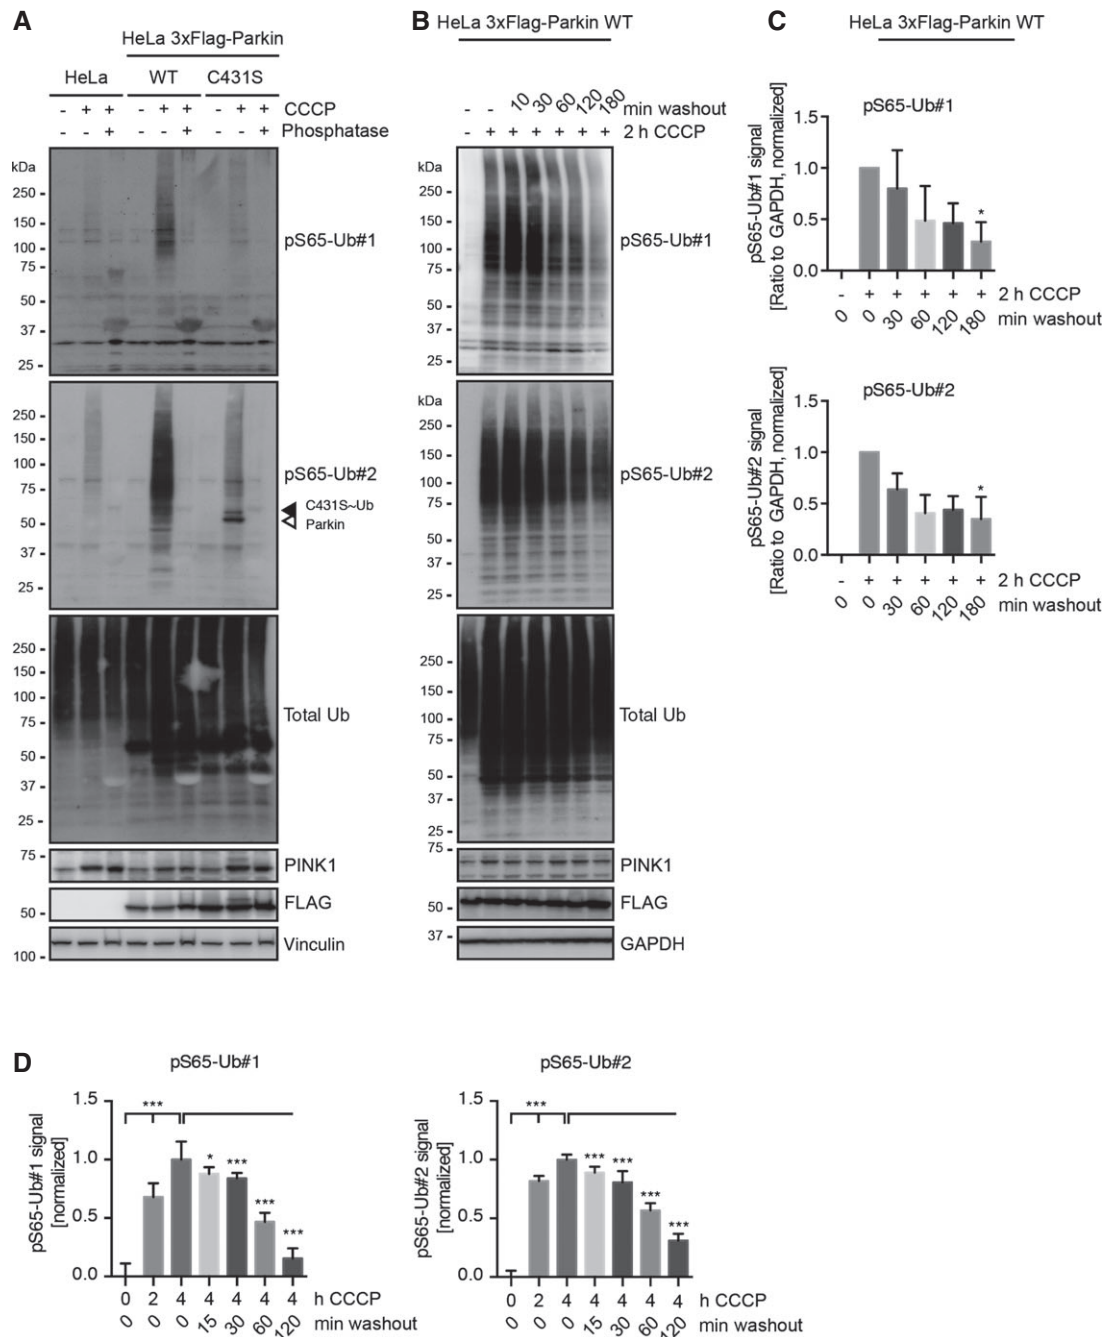 A
HeLa 3xFlag-Parkin
HeLa WT C431S
- + + - + + - + + CCCP
- - + - - + - - + Phosphatase
kDa
250
150
100
75
50
37
25
pS65-Ub#1
250
150
100
75
50
37
25
pS65-Ub#2
C431S~Ub
Parkin
250
150
100
75
50
37
25
Total Ub
75
PINK1
50
FLAG
Vinculin
100
B
HeLa 3xFlag-Parkin WT
- - 10 30 60 120 180 min washout
- + + + + + + 2 h CCCP
kDa
250
150
100
75
50
37
25
pS65-Ub#1
kDa
250
150
100
75
50
37
25
pS65-Ub#2
250
150
100
75
50
37
25
Total Ub
75
PINK1
50
FLAG
37
GAPDH
C
HeLa 3xFlag-Parkin WT
pS65-Ub#1
pS65-Ub#1 signal
[Ratio to GAPDH, normalized]
1.5
1.0
0.5
0.0
*
- + + + + + 2 h CCCP
0 0 30 60 120 180 min washout
pS65-Ub#2
pS65-Ub#2 signal
[Ratio to GAPDH, normalized]
1.5
1.0
0.5
0.0
*
- + + + + + 2 h CCCP
0 0 30 60 120 180 min washout
D
pS65-Ub#1
pS65-Ub#1 signal
[normalized]
1.5
1.0
0.5
0.0
*** * *** *** ***
0 2 4 4 4 4 4 h CCCP
0 0 0 15 30 60 120 min washout
pS65-Ub#2
pS65-Ub#2 signal
[normalized]
1.5
1.0
0.5
0.0
*** *** *** *** ***
0 2 4 4 4 4 4 h CCCP
0 0 0 15 30 60 120 min washout